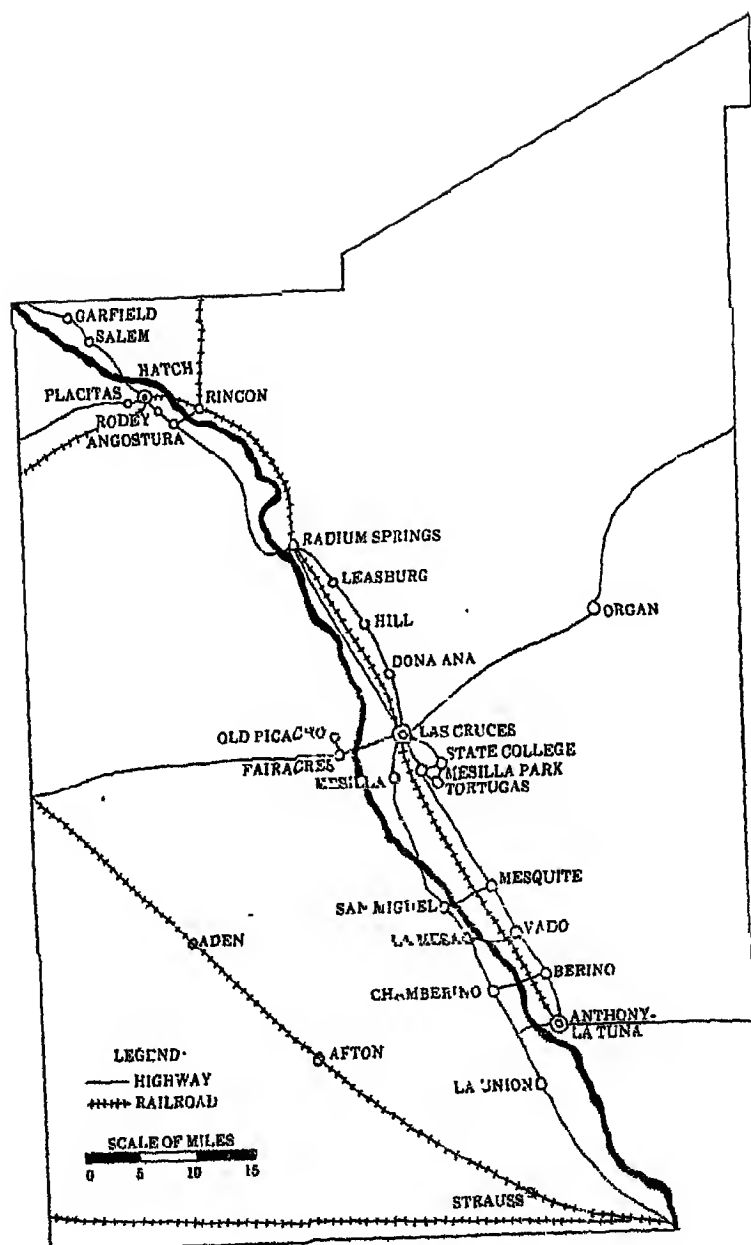 GARFIELD
SALEM
HATCH
PLACITAS
RINCON
RODEY
ANGOSTURA
RADIUM SPRINGS
LEASBURG
HILL
ORGAN
DONA ANA
OLD PICACHO
LAS CRUCES
STATE COLLEGE
FAIRACRES
MESILLA PARK
MESILLA
TORTUGAS
MESQUITE
SAN MIGUEL
VADO
LA MESA
ADEN
BERINO
CHAMBERINO
ANTHONY-
LA TUNA
LEGEND·
AFTON
HIGHWAY
LA UNION
RAILROAD
SCALE OF MILES
0 5 10 15
STRAUSS